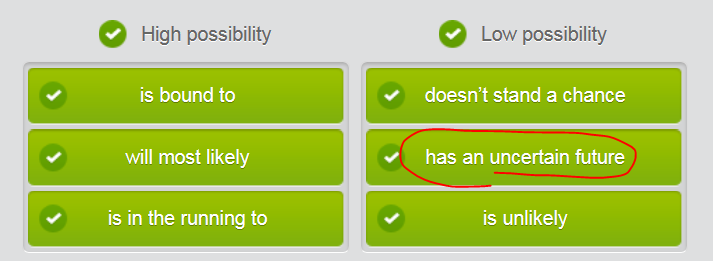 High possibility
Low possibility
is bound to
doesn't stand a chance
will most likely
has an uncertain future
is in the running to
is unlikely